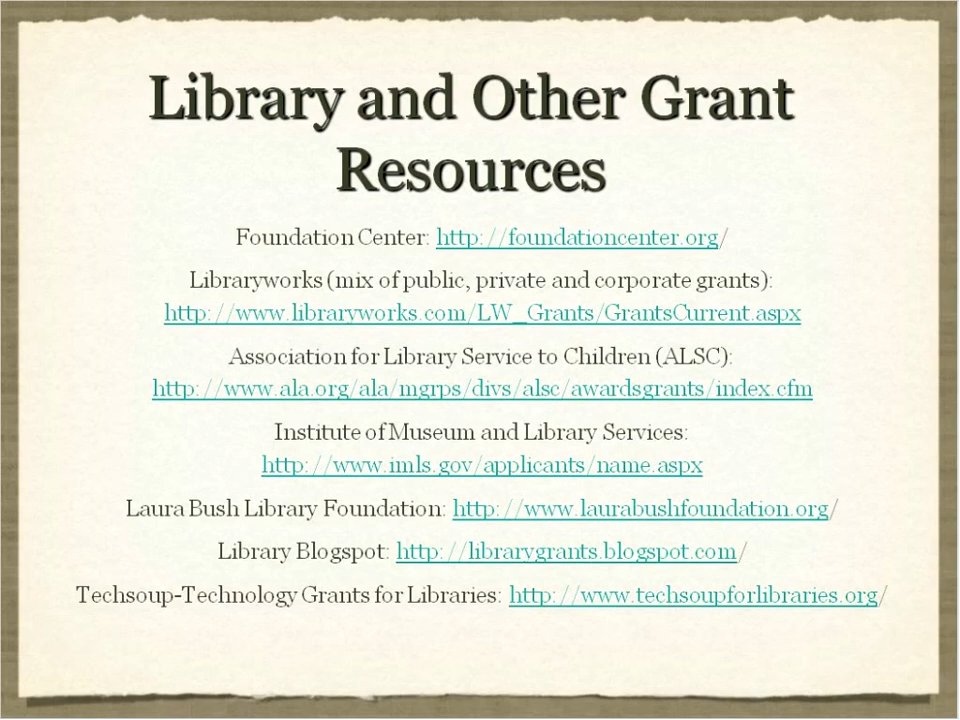 Library and Other Grant
Resources
Foundation Center: http://foundationcenter.org/
Libraryworks (mix of public, private and corporate grants):
http://www.libraryworks.com/LW_Grants/GrantsCurrent.aspx
Association for Library Service to Children (ALSC):
http://www.ala.org/ala/mgrps/divs/alsc/awardsgrants/index.cfm
Institute of Museum and Library Services:
http://www.imls.gov/applicants/name.aspx
Laura Bush Library Foundation: http://www.laurabushfoundation.org/
Library Blogspot: http://librarygrants.blogspot.com/
Techsoup-Technology Grants for Libraries: http://www.techsoupforlibraries.org/